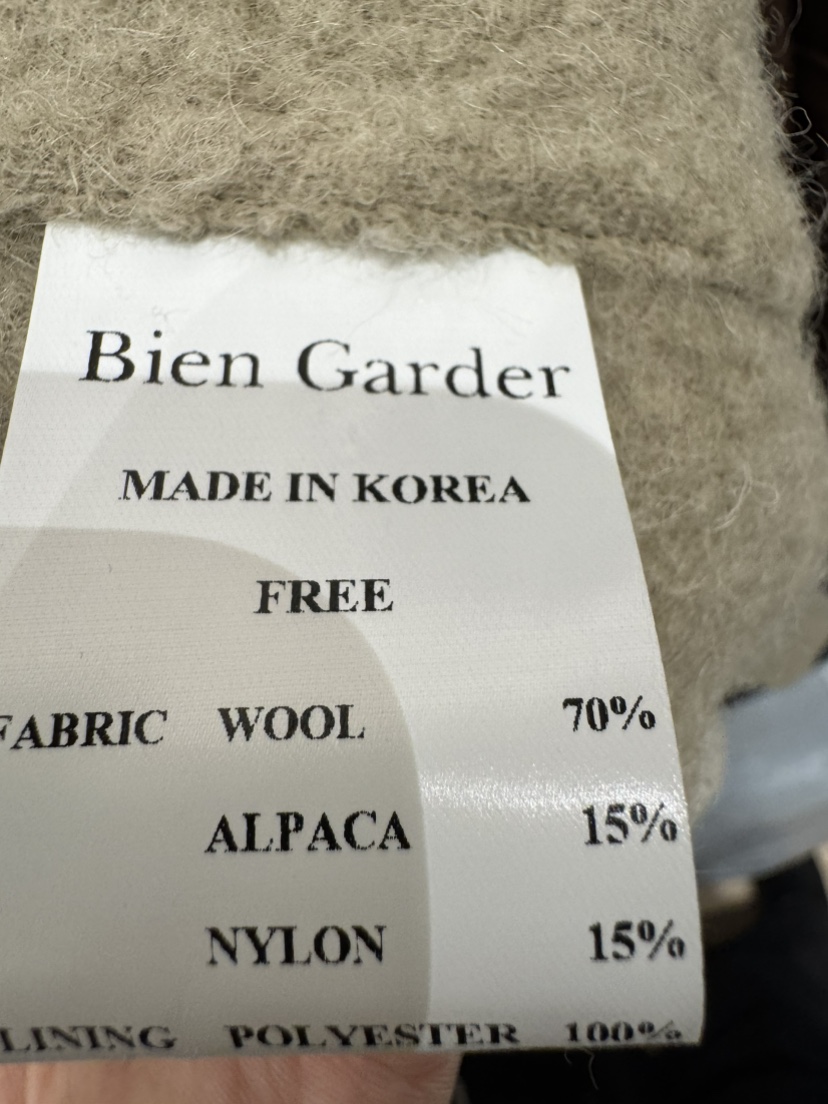 Bien Garder
MADE IN KOREA
FREE
FABRIC WOOL 70%
ALPACA 15%
NYLON 15%
LINING POLYESTER 100%